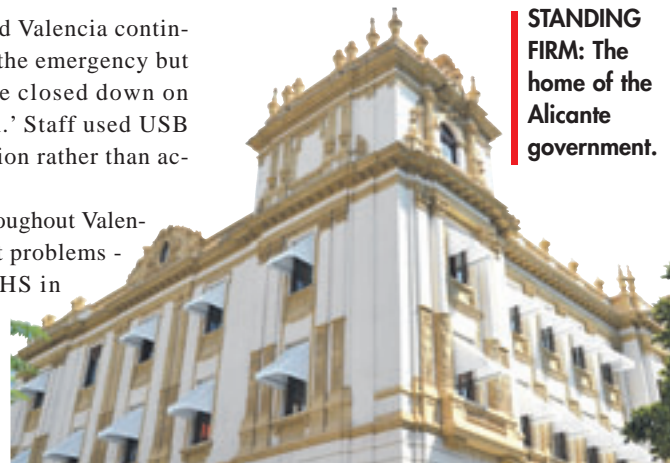 d Valencia contin-
the emergency but
e closed down on
.’ Staff used USB
ion rather than ac-
oughout Valen-
t problems -
HS in
STANDING
FIRM: The
home of the
Alicante
government.